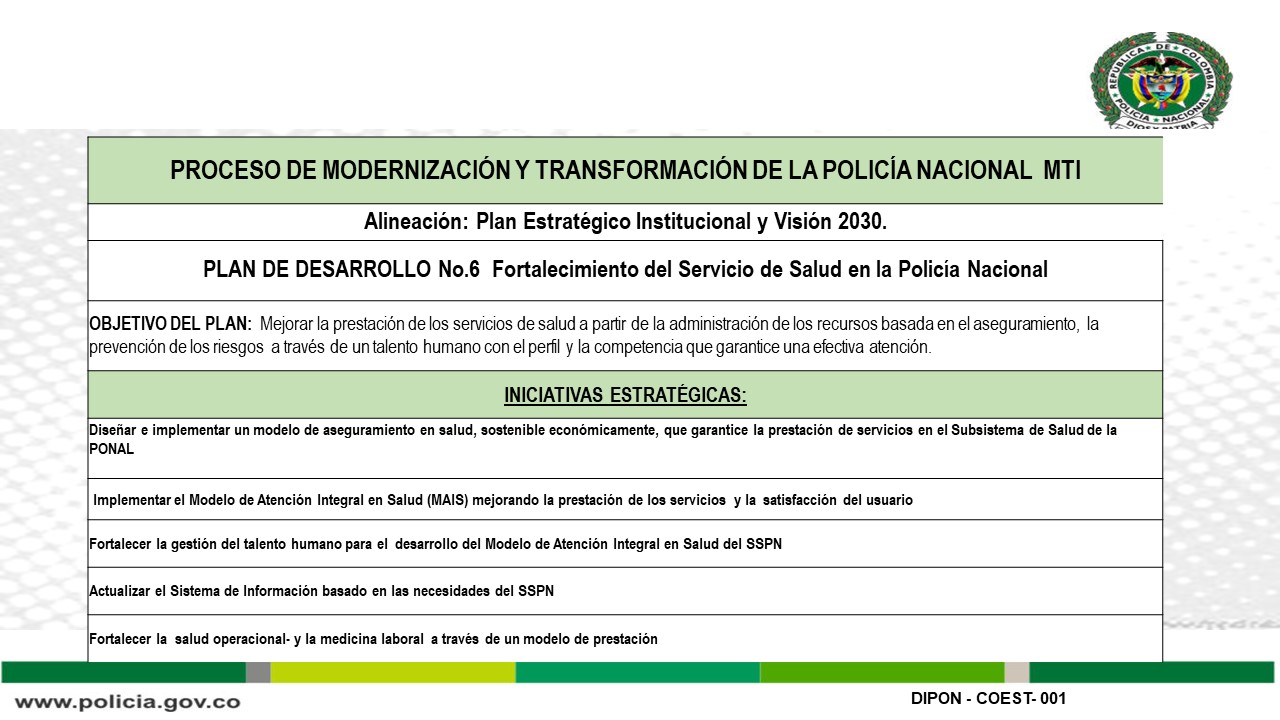 REPUBLICA DE COLOMBIA
POLICIA NACIONAL
DIOS Y PATRIA
PROCESO DE MODERNIZACIÓN Y TRANSFORMACIÓN DE LA POLICÍA NACIONAL MTI
Alineación: Plan Estratégico Institucional y Visión 2030.
PLAN DE DESARROLLO No.6 Fortalecimiento del Servicio de Salud en la Policía Nacional
OBJETIVO DEL PLAN: Mejorar la prestación de los servicios de salud a partir de la administración de los recursos basada en el aseguramiento, la
prevención de los riesgos a través de un talento humano con el perfil y la competencia que garantice una efectiva atención.
INICIATIVAS ESTRATÉGICAS:
Diseñar e implementar un modelo de aseguramiento en salud, sostenible económicamente, que garantice la prestación de servicios en el Subsistema de Salud de la
PONAL
Implementar el Modelo de Atención Integral en Salud (MAIS) mejorando la prestación de los servicios y la satisfacción del usuario
Fortalecer la gestión del talento humano para el desarrollo del Modelo de Atención Integral en Salud del SSPN
Actualizar el Sistema de Información basado en las necesidades del SSPN
Fortalecer la salud operacional- y la medicina laboral a través de un modelo de prestación
www.policia.gov.co
DIPON - COEST- 001